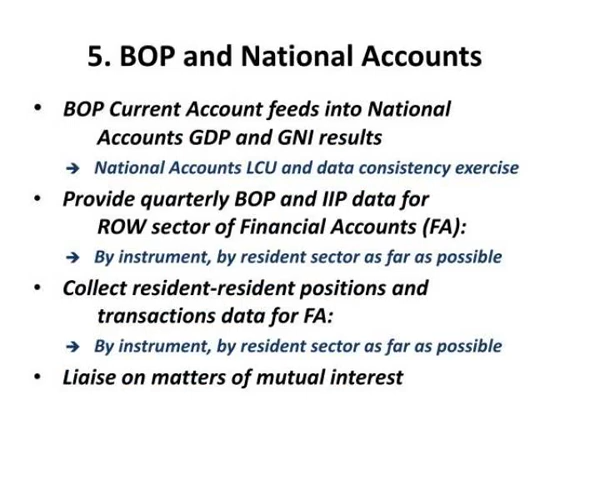 5. BOP and National Accounts
• BOP Current Account feeds into National
Accounts GDP and GNI results
→ National Accounts LCU and data consistency exercise
• Provide quarterly BOP and IIP data for
ROW sector of Financial Accounts (FA):
→ By instrument, by resident sector as far as possible
• Collect resident-resident positions and
transactions data for FA:
→ By instrument, by resident sector as far as possible
• Liaise on matters of mutual interest